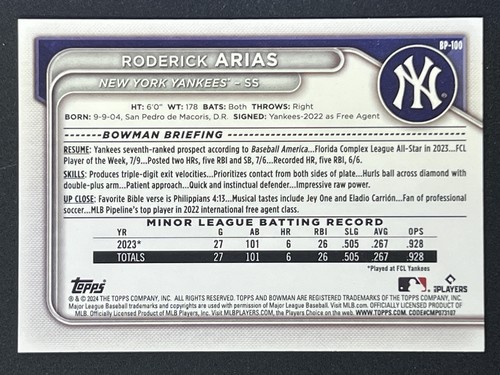 BP-100
RODERICK ARIAS
NEW YORK YANKEES® – SS
NY
HT: 6'0" WT: 178 BATS: Both THROWS: Right
BORN: 9-9-04, San Pedro de Macoris, D.R. SIGNED: Yankees-2022 as Free Agent
BOWMAN BRIEFING
RESUME: Yankees seventh-ranked prospect according to Baseball America...Florida Complex League All-Star in 2023...FCL
Player of the Week, 7/9...Posted two HRs, five RBI and SB, 7/6...Recorded HR, five RBI, 6/6.
SKILLS: Produces triple-digit exit velocities...Prioritizes contact from both sides of plate...Hurls ball across diamond with
double-plus arm...Patient approach...Quick and instinctual defender...Impressive raw power.
UP CLOSE: Favorite Bible verse is Philippians 4:13...Musical tastes include Jey One and Eladio Carrión...Fan of professional
soccer...MLB Pipeline's top player in 2022 international free agent class.
MINOR LEAGUE BATTING RECORD
YR G AB HR RBI SLG AVG OPS
2023* 27 101 6 26 .505 .267 .928
TOTALS 27 101 6 26 .505 .267 .928
*Played at FCL Yankees
Topps
PLAYERS
® & © 2024 THE TOPPS COMPANY, INC. ALL RIGHTS RESERVED. TOPPS AND BOWMAN ARE REGISTERED TRADEMARKS OF THE TOPPS COMPANY, INC.
Major League Baseball trademarks and copyrights are used with permission of Major League Baseball. Visit MLB.com. OFFICIALLY LICENSED PRODUCT OF
MLB. Officially Licensed Product of MLB Players, Inc. Visit MLBPLAYERS.com, the Players Choice on the web. www.TOPPS.COM. CODE#CMP073107